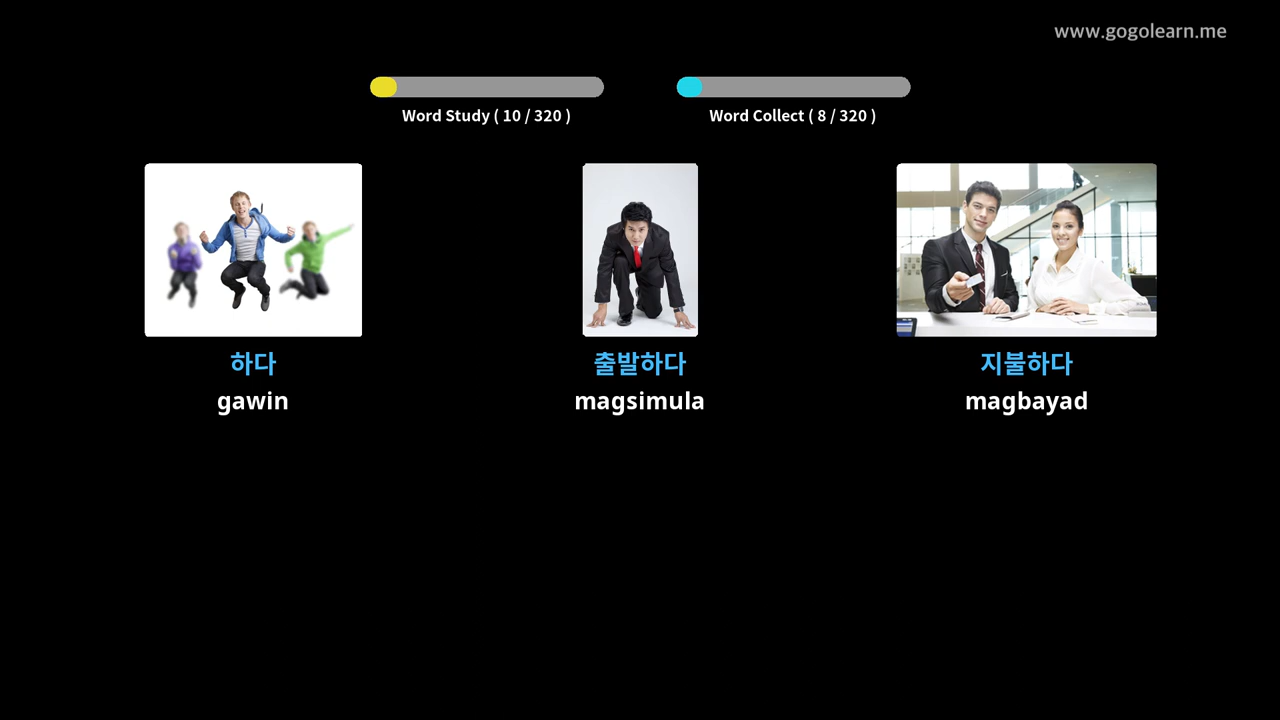 www.gogolearn.me
Word Study ( 10 / 320 )
Word Collect ( 8 / 320 )
하다
출발하다
지불하다
gawin
magsimula
magbayad